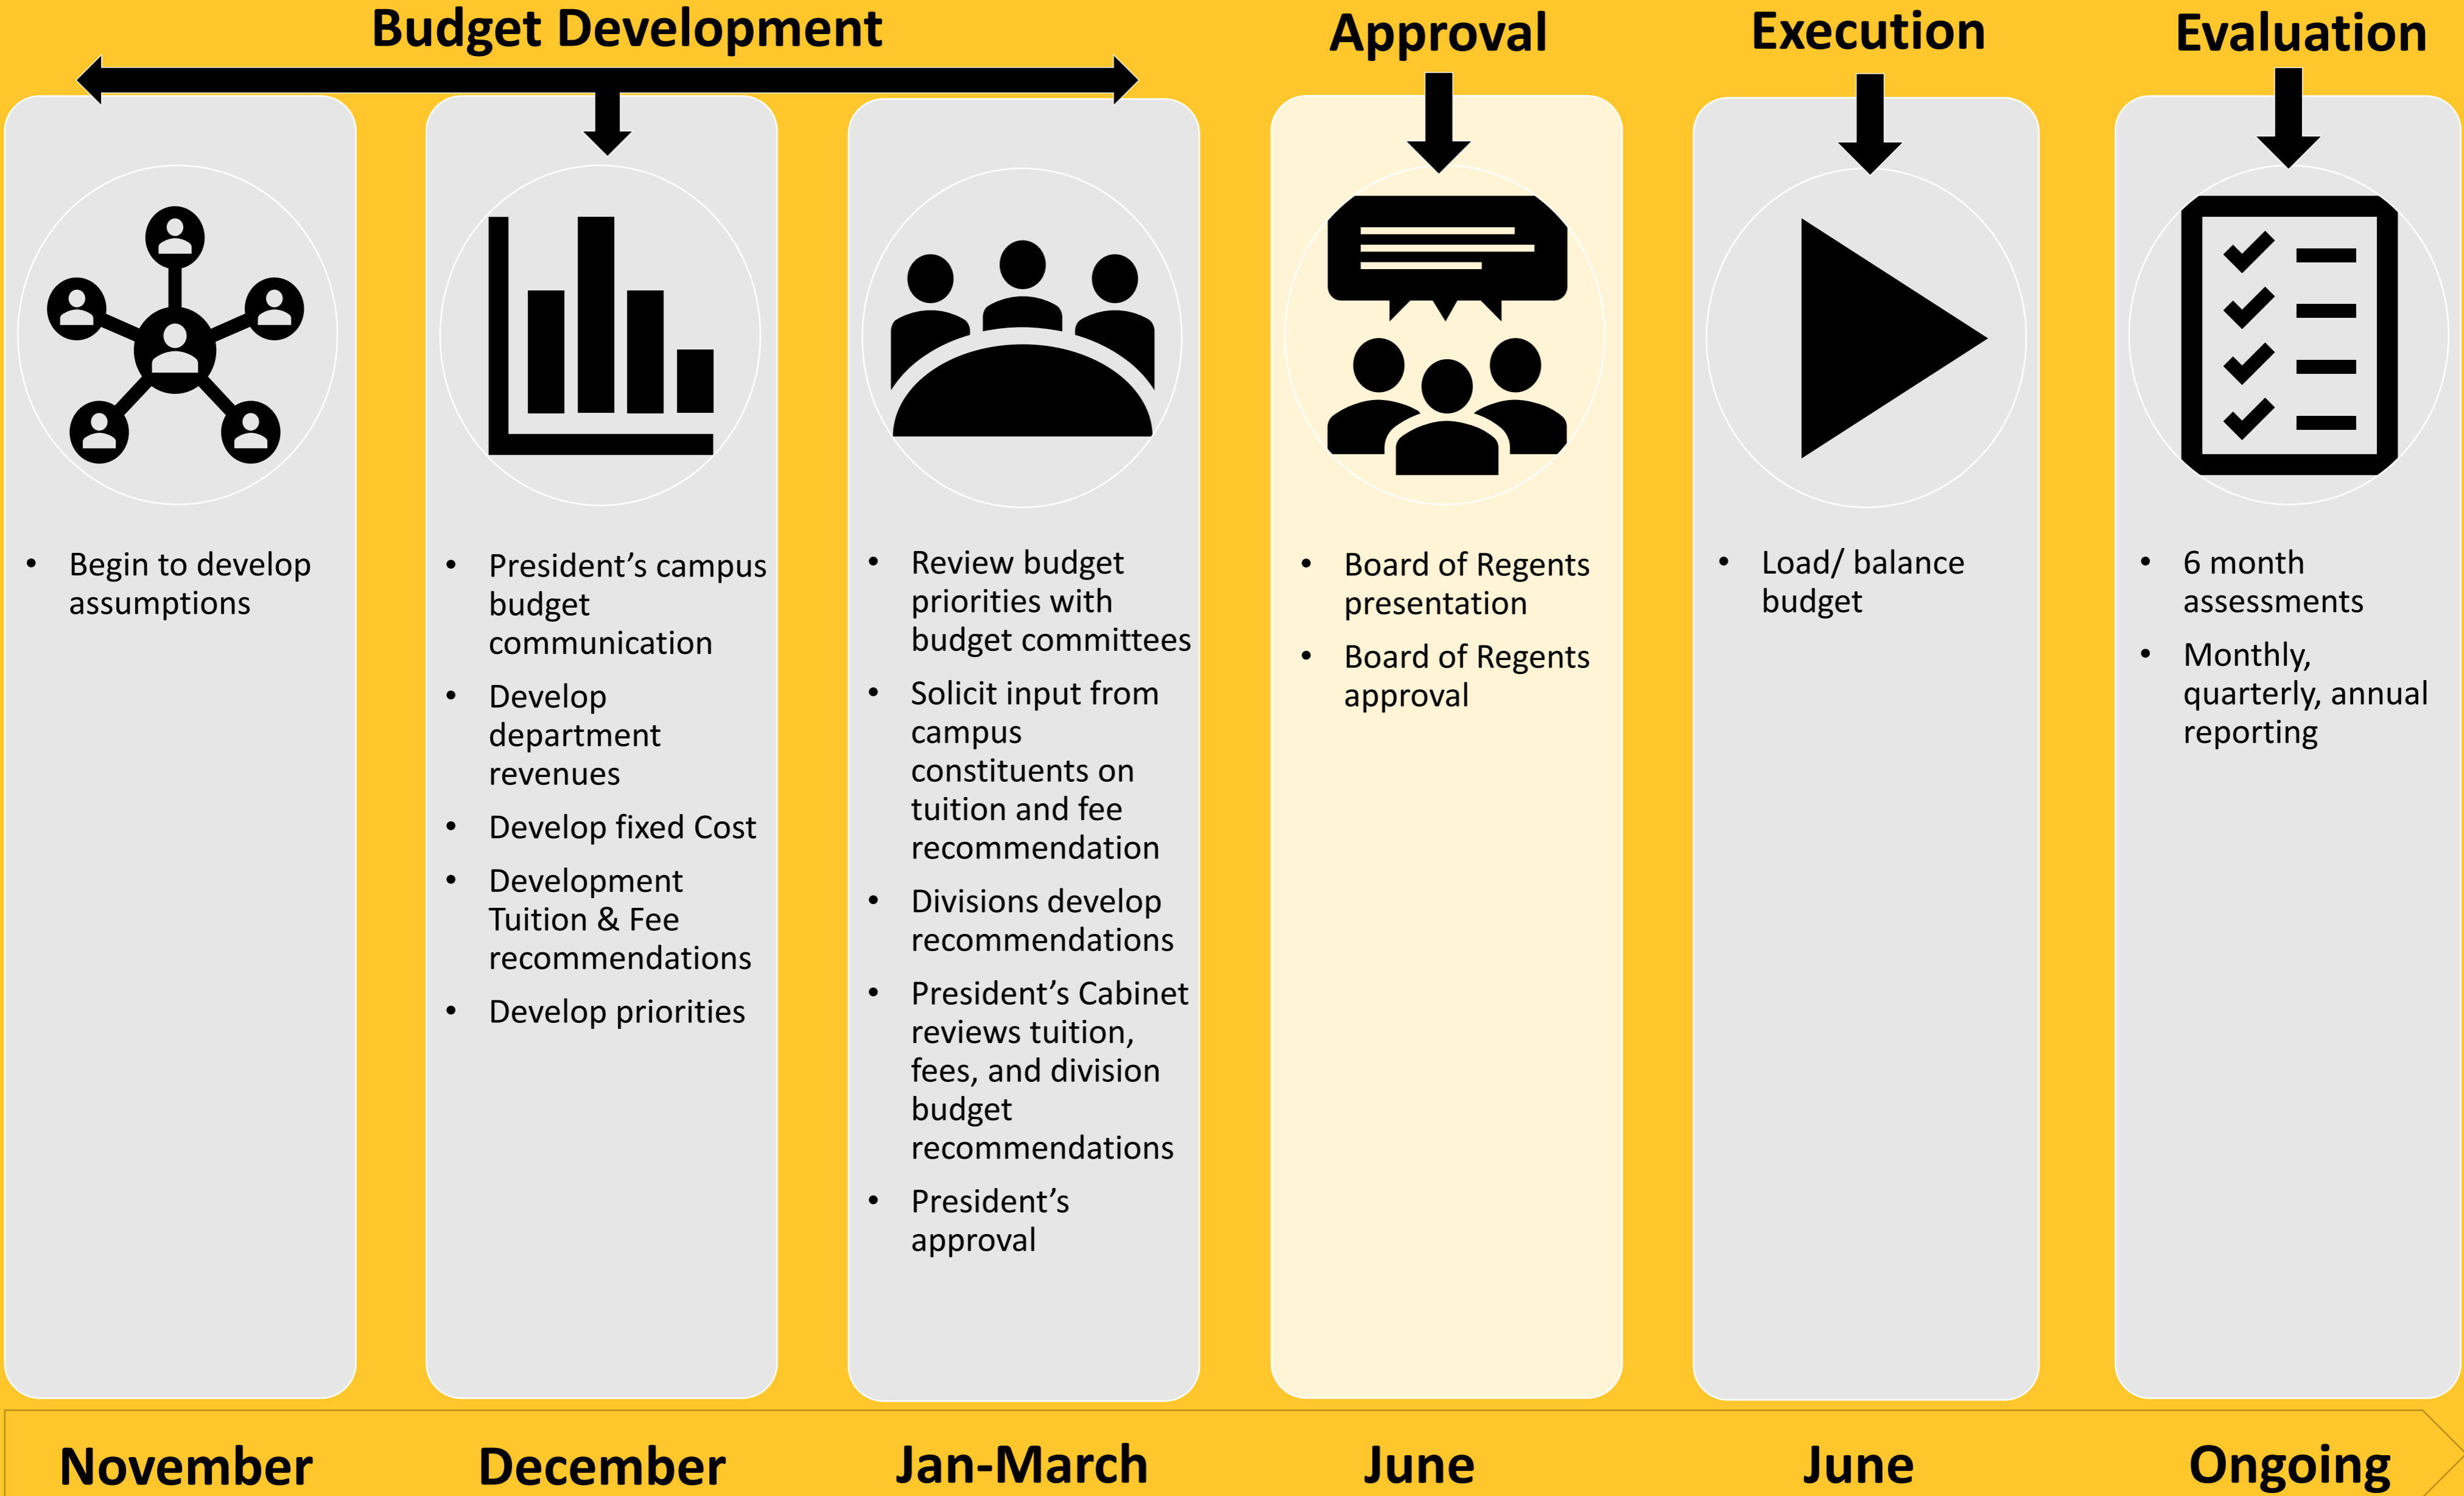 Budget Development
Approval
Execution
Evaluation
• Begin to develop
assumptions
• President’s campus
budget
communication
• Develop
department
revenues
• Develop fixed Cost
• Development
Tuition & Fee
recommendations
• Develop priorities
• Review budget
priorities with
budget committees
• Solicit input from
campus
constituents on
tuition and fee
recommendation
• Divisions develop
recommendations
• President’s Cabinet
reviews tuition,
fees, and division
budget
recommendations
• President’s
approval
• Board of Regents
presentation
• Board of Regents
approval
• Load/ balance
budget
• 6 month
assessments
• Monthly,
quarterly, annual
reporting
November
December
Jan-March
June
June
Ongoing